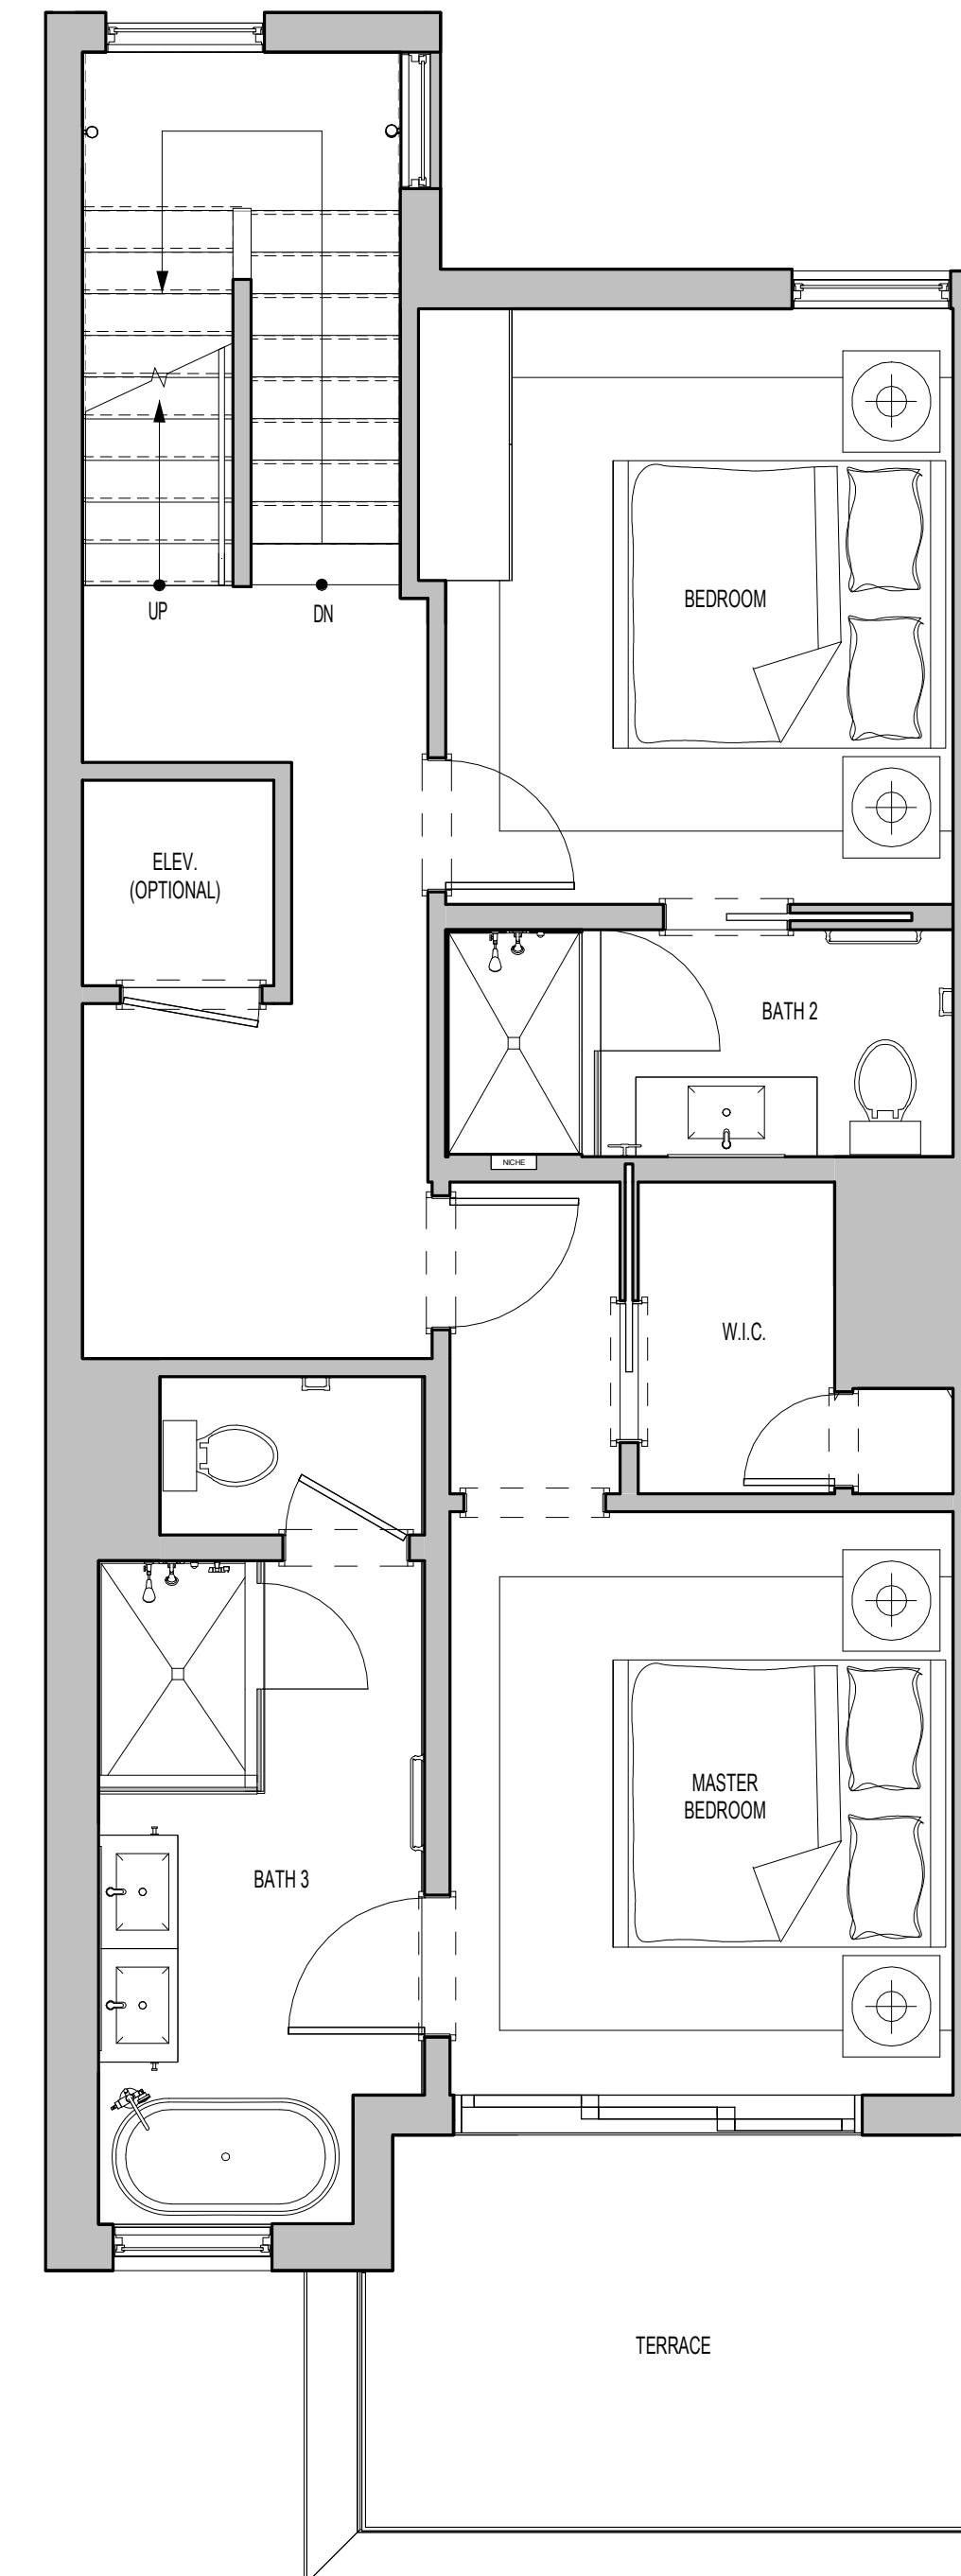 UP
DN
BEDROOM
ELEV.
(OPTIONAL)
BATH 2
NICHE
W.I.C.
MASTER
BEDROOM
BATH 3
TERRACE